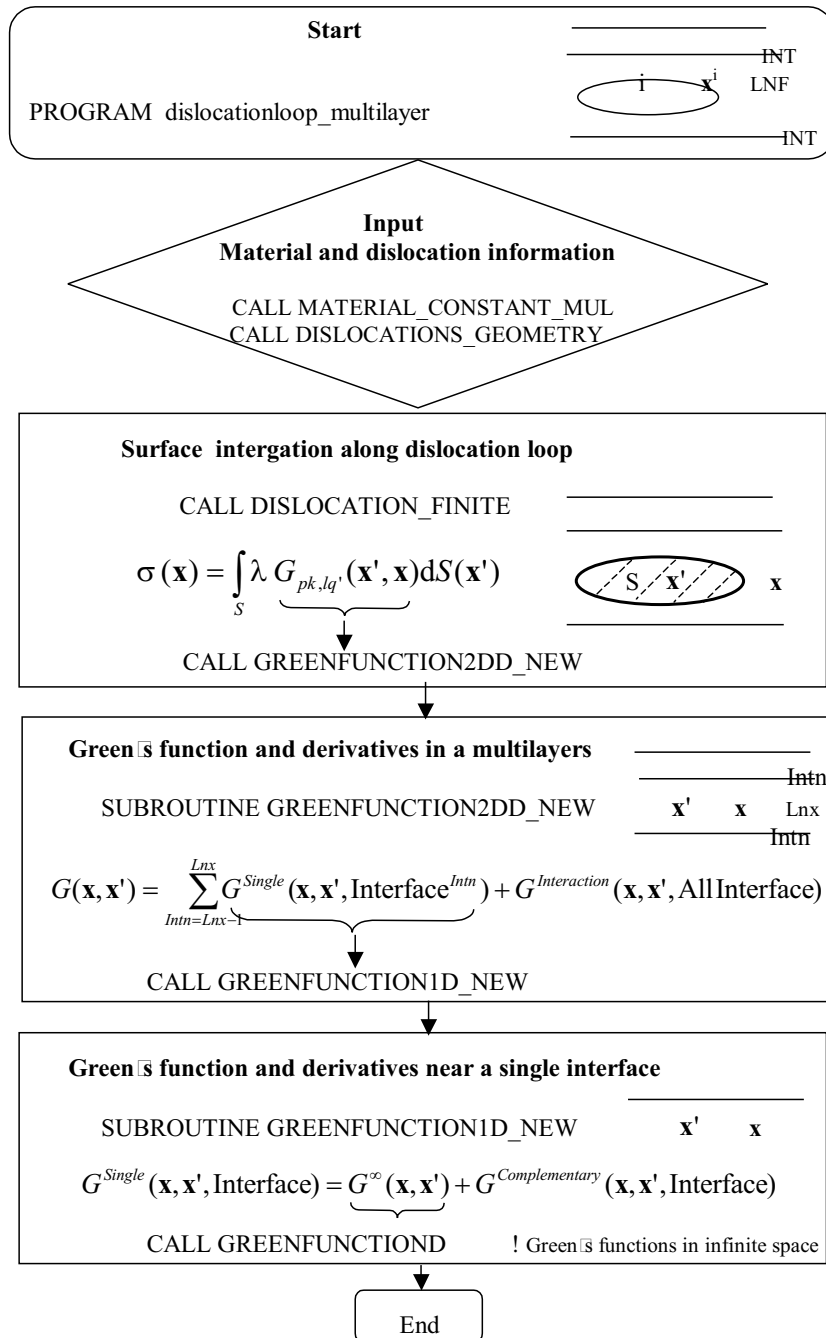 Start
INT
i xⁱ LNF
PROGRAM dislocationloop_multilayer
INT
Input
Material and dislocation information
CALL MATERIAL_CONSTANT_MUL
CALL DISLOCATIONS_GEOMETRY
Surface intergation along dislocation loop
CALL DISLOCATION_FINITE
σ(x) = ∫_S λ G_{pk,lq'}(x',x)dS(x')
S x' x
CALL GREENFUNCTION2DD_NEW
Green□s function and derivatives in a multilayers
Intn
SUBROUTINE GREENFUNCTION2DD_NEW x' x Lnx
Intn
G(x,x') = ∑_{Intn=Lnx-1}^{Lnx} G^{Single}(x,x',Interface^{Intn}) + G^{Interaction}(x,x',AllInterface)
CALL GREENFUNCTION1D_NEW
Green□s function and derivatives near a single interface
SUBROUTINE GREENFUNCTION1D_NEW x' x
G^{Single}(x,x',Interface) = G^∞(x,x') + G^{Complementary}(x,x',Interface)
CALL GREENFUNCTIOND ! Green□s functions in infinite space
End